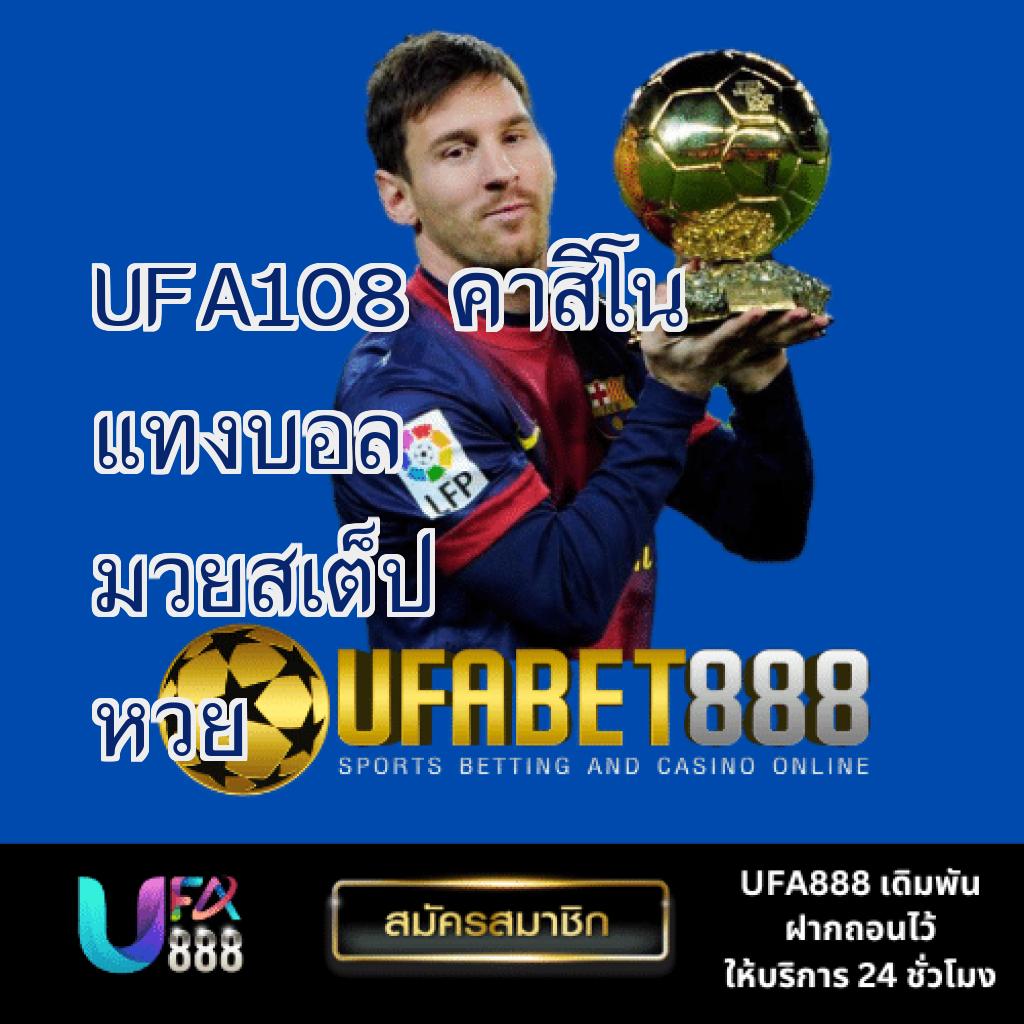 UFA108 คาสิโน
แทงบอล
LFP
มวยสเต็ป
หวย
UFABET888
SPORTS BETTING AND CASINO ONLINE
UFA
888
สมัครสมาชิก
UFA888 เดิมพัน
ฝากถอนไว้
ให้บริการ 24 ชั่วโมง